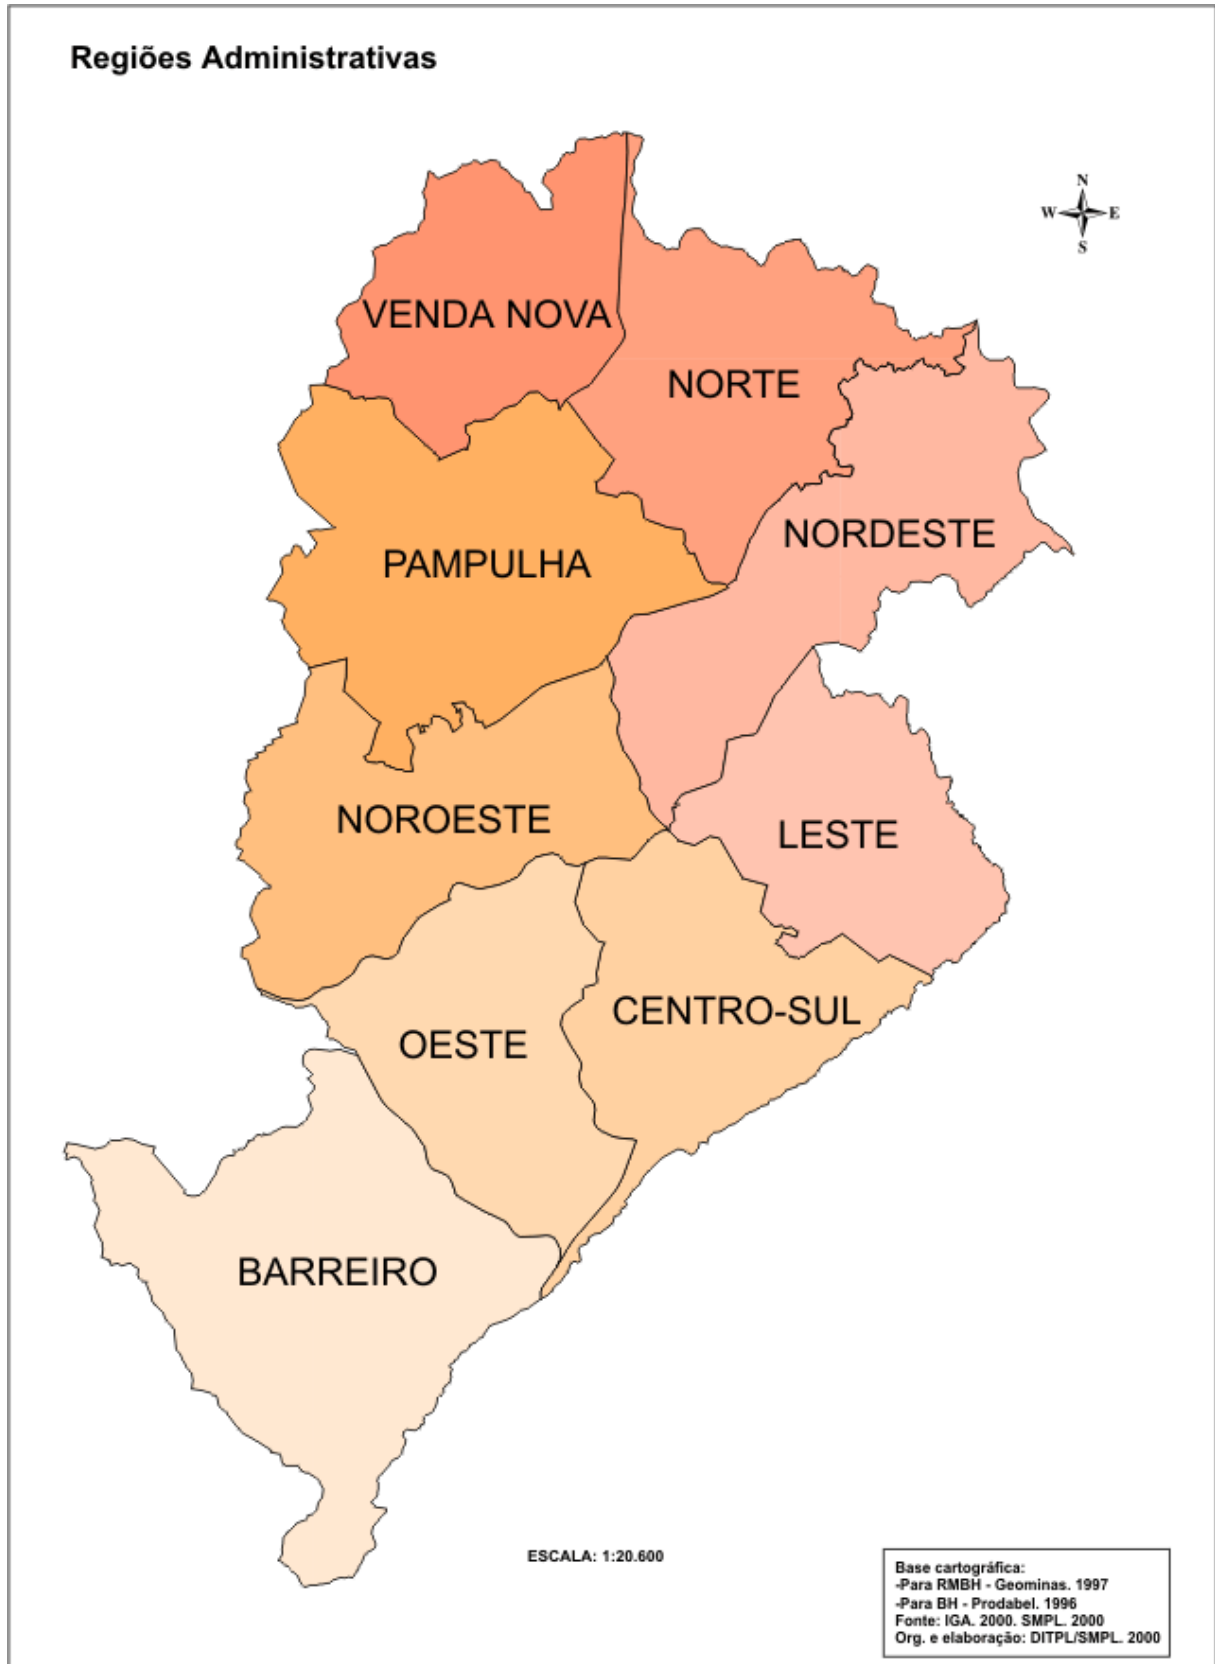 Regiões Administrativas
N
W E
S
VENDA NOVA
NORTE
NORDESTE
PAMPULHA
NOROESTE
LESTE
CENTRO-SUL
OESTE
BARREIRO
ESCALA: 1:20.600
Base cartográfica:
-Para RMBH - Geominas. 1997
-Para BH - Prodabel. 1996
Fonte: IGA. 2000. SMPL. 2000
Org. e elaboração: DITPL/SMPL. 2000